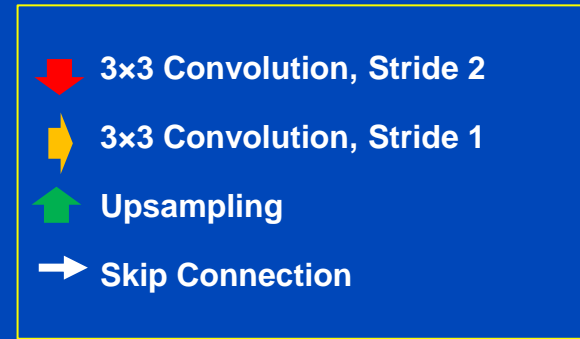 3×3 Convolution, Stride 2
3×3 Convolution, Stride 1
Upsampling
Skip Connection